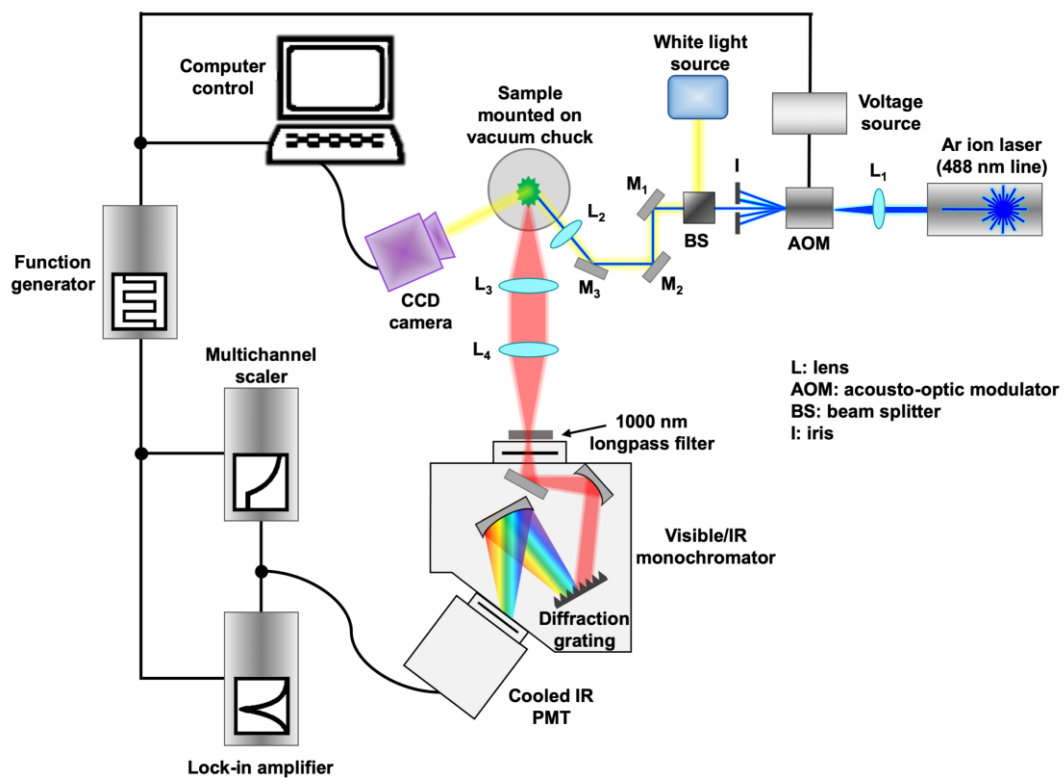 White light
source
Computer
control
Sample
mounted on
vacuum chuck
Voltage
source
Ar ion laser
(488 nm line)
L1
M1
I
L2
BS
AOM
Function
generator
M3
M2
CCD
camera
L3
L4
Multichannel
scaler
L: lens
AOM: acousto-optic modulator
BS: beam splitter
I: iris
1000 nm
longpass filter
Visible/IR
monochromator
Diffraction
grating
Cooled IR
PMT
Lock-in amplifier